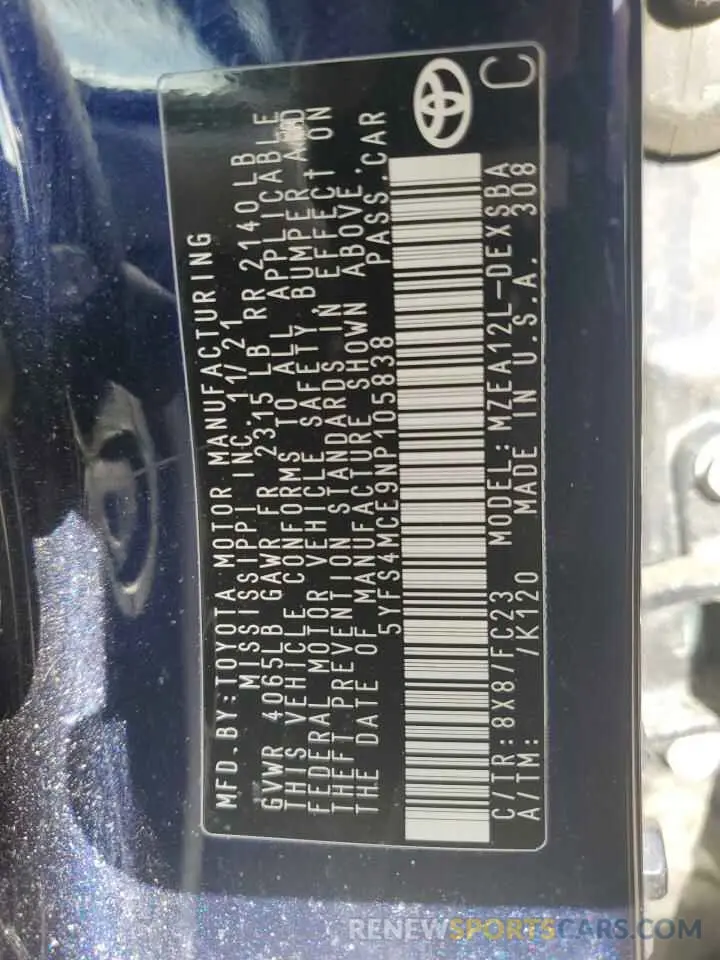 MFD.BY:TOYOTA MOTOR MANUFACTURING
MISSISSIPPI INC. 11/21
GVWR 4065LB GAWR FR 2315LB RR 2140LB
THIS VEHICLE CONFORMS TO ALL APPLICABLE
FEDERAL MOTOR VEHICLE SAFETY, BUMPER AND
THEFT PREVENTION STANDARDS IN EFFECT ON
THE DATE OF MANUFACTURE SHOWN ABOVE.
5YFS4MCE9NP105838 PASS.CAR
C/TR:8X8/FC23 MODEL:MZEA12L-DEXSBA
A/TM: /K120 MADE IN U.S.A. 308
C
RENEWSPORTSCARS.COM